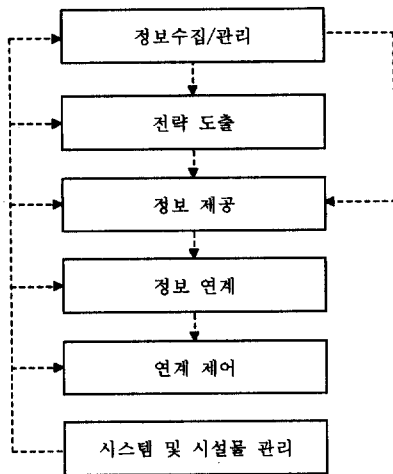 정보수집/관리
전략 도출
정보 제공
정보 연계
연계 제어
시스템 및 시설물 관리